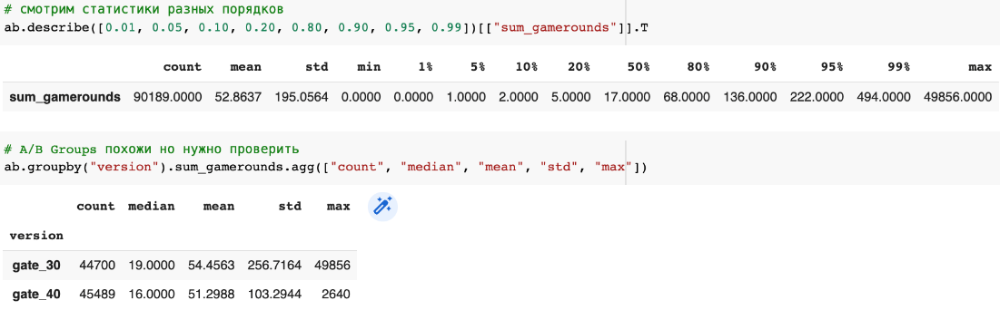 # смотрим статистики разных порядков
ab.describe([0.01, 0.05, 0.10, 0.20, 0.80, 0.90, 0.95, 0.99])[["sum_gamerounds"]].T
count mean std min 1% 5% 10% 20% 50% 80% 90% 95% 99% max
sum_gamerounds 90189.0000 52.8637 195.0564 0.0000 0.0000 1.0000 2.0000 5.0000 17.0000 68.0000 136.0000 222.0000 494.0000 49856.0000
# A/B Groups похожи но нужно проверить
ab.groupby("version").sum_gamerounds.agg(["count", "median", "mean", "std", "max"])
count median mean std max
version
gate_30 44700 19.0000 54.4563 256.7164 49856
gate_40 45489 16.0000 51.2988 103.2944 2640